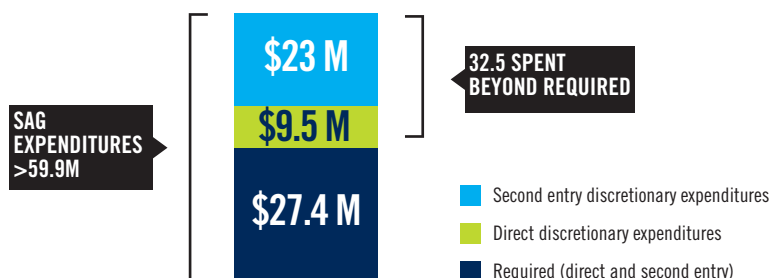 $23 M
32.5 SPENT
BEYOND REQUIRED
$9.5 M
SAG
EXPENDITURES
>59.9M
$27.4 M
Second entry discretionary expenditures
Direct discretionary expenditures
Required (direct and second entry)